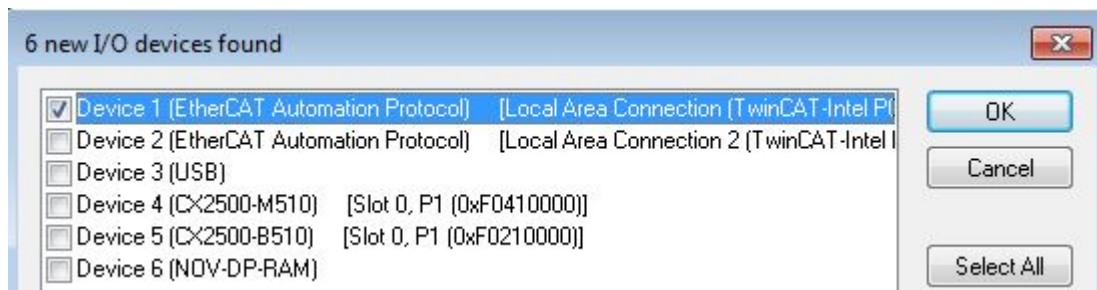 6 new I/O devices found
Device 1 (EtherCAT Automation Protocol) [Local Area Connection (TwinCAT-Intel P(
OK
Device 2 (EtherCAT Automation Protocol) [Local Area Connection 2 (TwinCAT-Intel I
Device 3 (USB)
Cancel
Device 4 (CX2500-M510) [Slot 0, P1 (0xF0410000)]
Device 5 (CX2500-B510) [Slot 0, P1 (0xF0210000)]
Device 6 (NOV-DP-RAM)
Select All